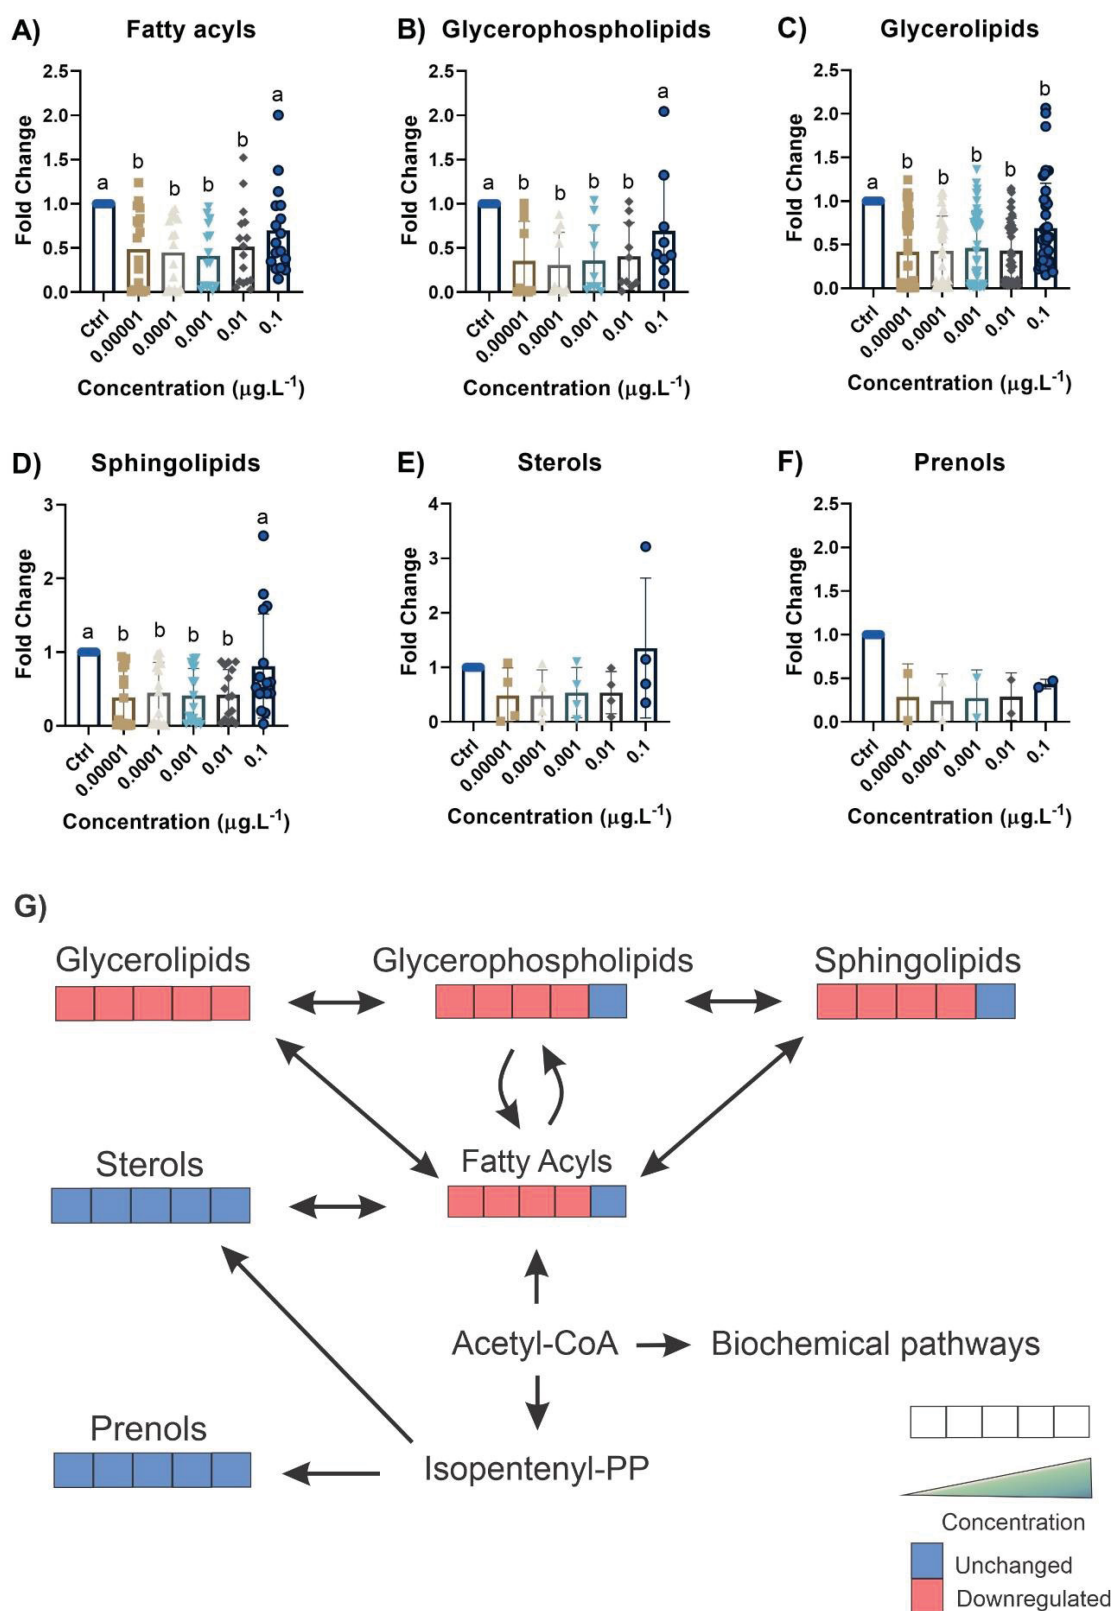 A) Fatty acyls
Fold Change
2.5
2.0
1.5
1.0
0.5
0.0
a
b
b
b
b
a
Ctrl
0.00001
0.0001
0.001
0.01
0.1
Concentration (μg.L⁻¹)
B) Glycerophospholipids
Fold Change
2.5
2.0
1.5
1.0
0.5
0.0
a
b
b
b
b
a
Ctrl
0.00001
0.0001
0.001
0.01
0.1
Concentration (μg.L⁻¹)
C) Glycerolipids
Fold Change
2.5
2.0
1.5
1.0
0.5
0.0
a
b
b
b
b
b
Ctrl
0.00001
0.0001
0.001
0.01
0.1
Concentration (μg.L⁻¹)
D) Sphingolipids
Fold Change
3
2
1
0
a
b
b
b
b
a
Ctrl
0.00001
0.0001
0.001
0.01
0.1
Concentration (μg.L⁻¹)
E) Sterols
Fold Change
4
3
2
1
0
Ctrl
0.00001
0.0001
0.001
0.01
0.1
Concentration (μg.L⁻¹)
F) Prenols
Fold Change
2.5
2.0
1.5
1.0
0.5
0.0
Ctrl
0.00001
0.0001
0.001
0.01
0.1
Concentration (μg.L⁻¹)
G)
Glycerolipids
Glycerophospholipids
Sphingolipids
Sterols
Fatty Acyls
Acetyl-CoA
Biochemical pathways
Prenols
Isopentenyl-PP
Concentration
Unchanged
Downregulated